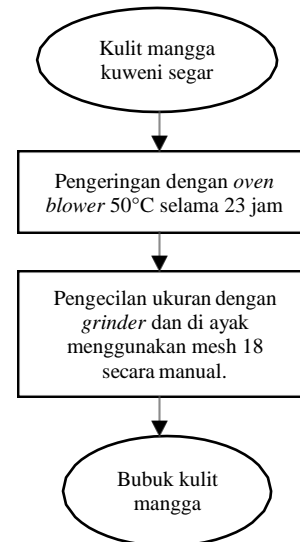 Kulit mangga
kuweni segar
Pengeringan dengan oven
blower 50°C selama 23 jam
Pengecilan ukuran dengan
grinder dan di ayak
menggunakan mesh 18
secara manual.
Bubuk kulit
mangga